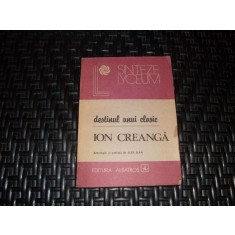 SINTEZE
LYCEUM
destinul unui clasic
ION CREANGĂ
EDITURA ALBATROS